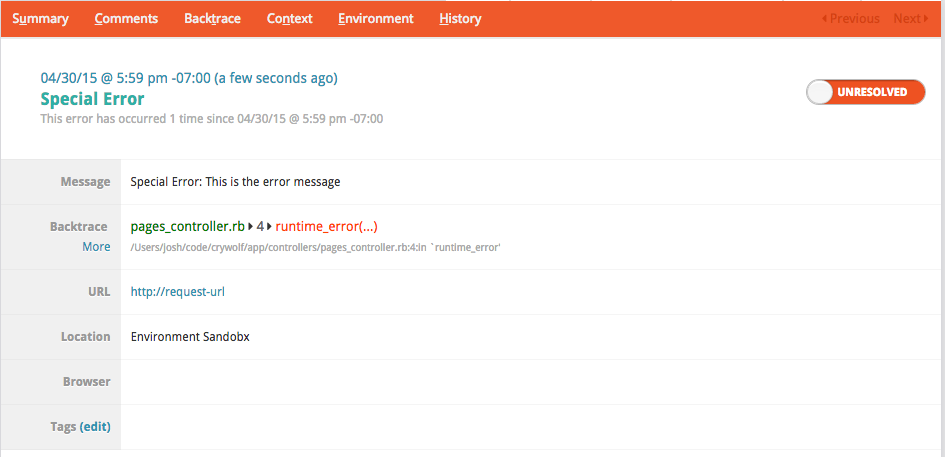 Summary Comments Backtrace Context Environment History Previous Next
04/30/15 @ 5:59 pm -07:00 (a few seconds ago)
Special Error
This error has occurred 1 time since 04/30/15 @ 5:59 pm -07:00
UNRESOLVED
Message Special Error: This is the error message
Backtrace pages_controller.rb 4 runtime_error(...)
More /Users/josh/code/crywolf/app/controllers/pages_controller.rb:4:in `runtime_error'
URL http://request-url
Location Environment Sandobx
Browser
Tags (edit)